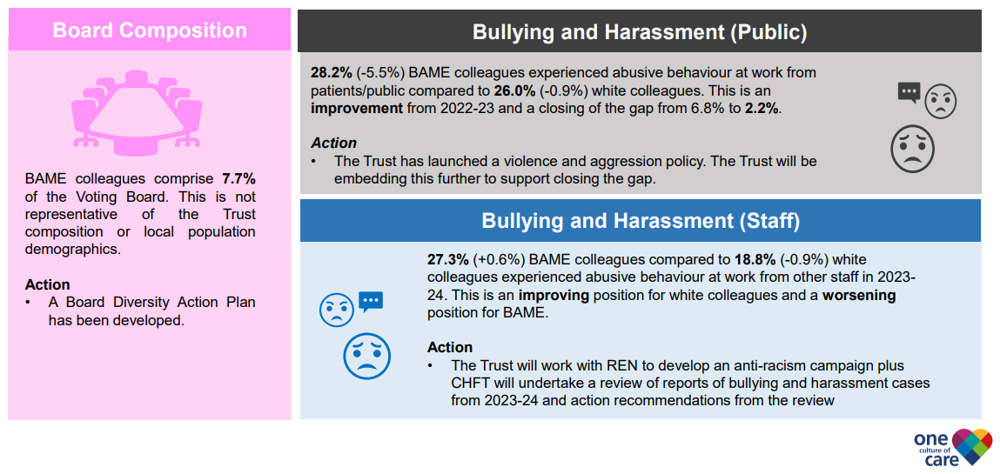 Board Composition
BAME colleagues comprise 7.7%
of the Voting Board. This is not
representative of the Trust
composition or local population
demographics.
Action
• A Board Diversity Action Plan
has been developed.
Bullying and Harassment (Public)
28.2% (-5.5%) BAME colleagues experienced abusive behaviour at work from
patients/public compared to 26.0% (-0.9%) white colleagues. This is an
improvement from 2022-23 and a closing of the gap from 6.8% to 2.2%.
Action
• The Trust has launched a violence and aggression policy. The Trust will be
embedding this further to support closing the gap.
Bullying and Harassment (Staff)
27.3% (+0.6%) BAME colleagues compared to 18.8% (-0.9%) white
colleagues experienced abusive behaviour at work from other staff in 2023-
24. This is an improving position for white colleagues and a worsening
position for BAME.
Action
• The Trust will work with REN to develop an anti-racism campaign plus
CHFT will undertake a review of reports of bullying and harassment cases
from 2023-24 and action recommendations from the review
one
culture of
care